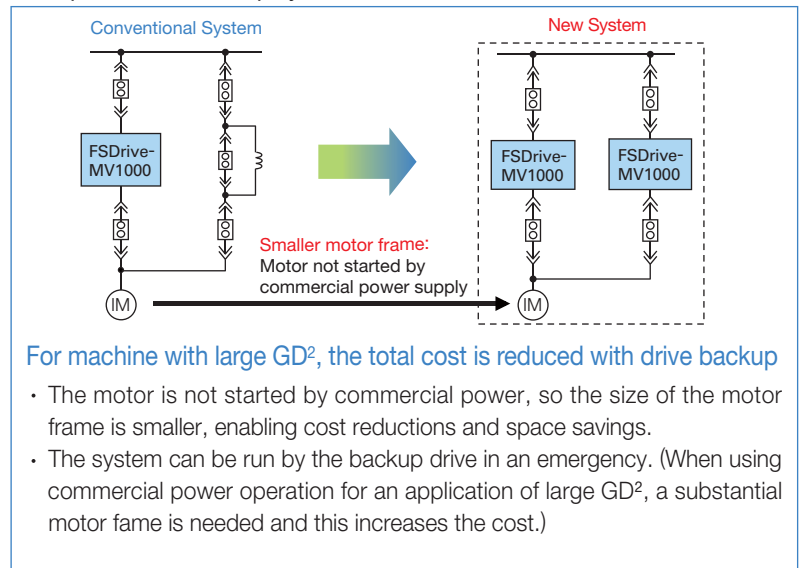 Conventional System
New System
FSDrive-
MV1000
FSDrive-
MV1000
FSDrive-
MV1000
Smaller motor frame:
Motor not started by
commercial power supply
IM
IM
For machine with large GD², the total cost is reduced with drive backup
・ The motor is not started by commercial power, so the size of the motor
frame is smaller, enabling cost reductions and space savings.
・ The system can be run by the backup drive in an emergency. (When using
commercial power operation for an application of large GD², a substantial
motor fame is needed and this increases the cost.)